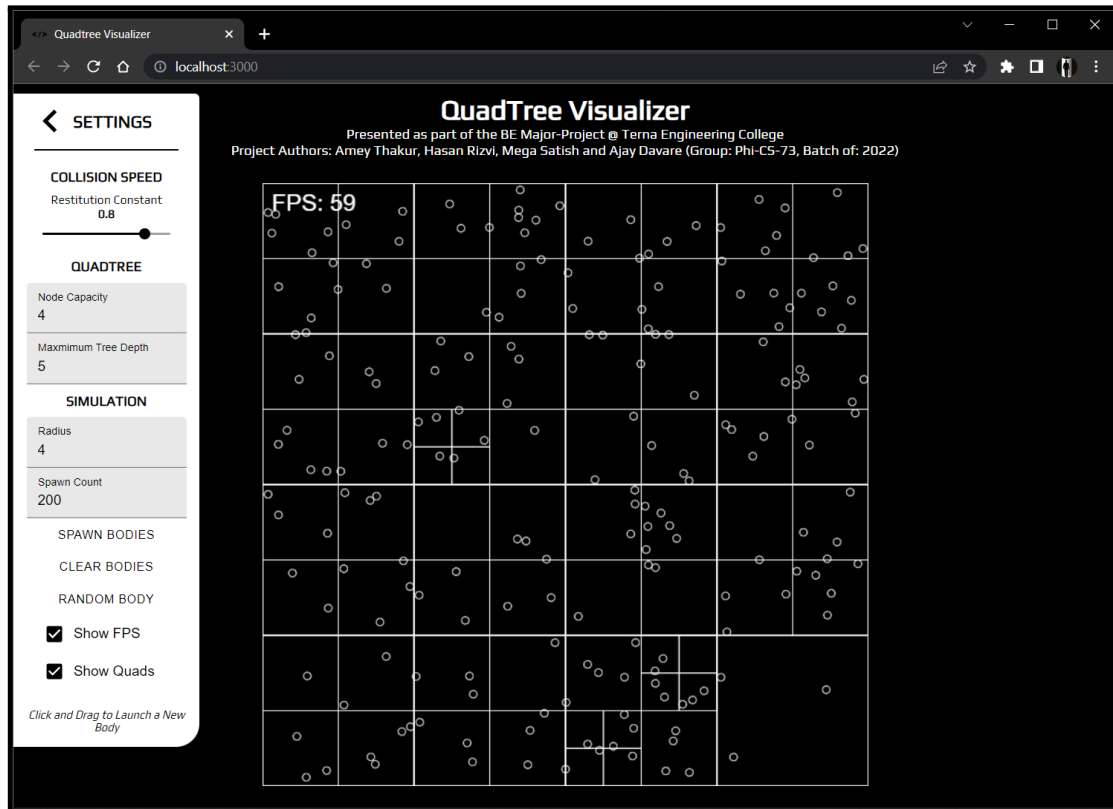 Quadtree Visualizer
localhost:3000
SETTINGS
COLLISION SPEED
Restitution Constant
0.8
QUADTREE
Node Capacity
4
Maxmimum Tree Depth
5
SIMULATION
Radius
4
Spawn Count
200
SPAWN BODIES
CLEAR BODIES
RANDOM BODY
Show FPS
Show Quads
Click and Drag to Launch a New
Body
QuadTree Visualizer
Presented as part of the BE Major-Project @ Terna Engineering College
Project Authors: Amey Thakur, Hasan Rizvi, Mega Satish and Ajay Davare (Group: Phi-CS-73, Batch of: 2022)
FPS: 59